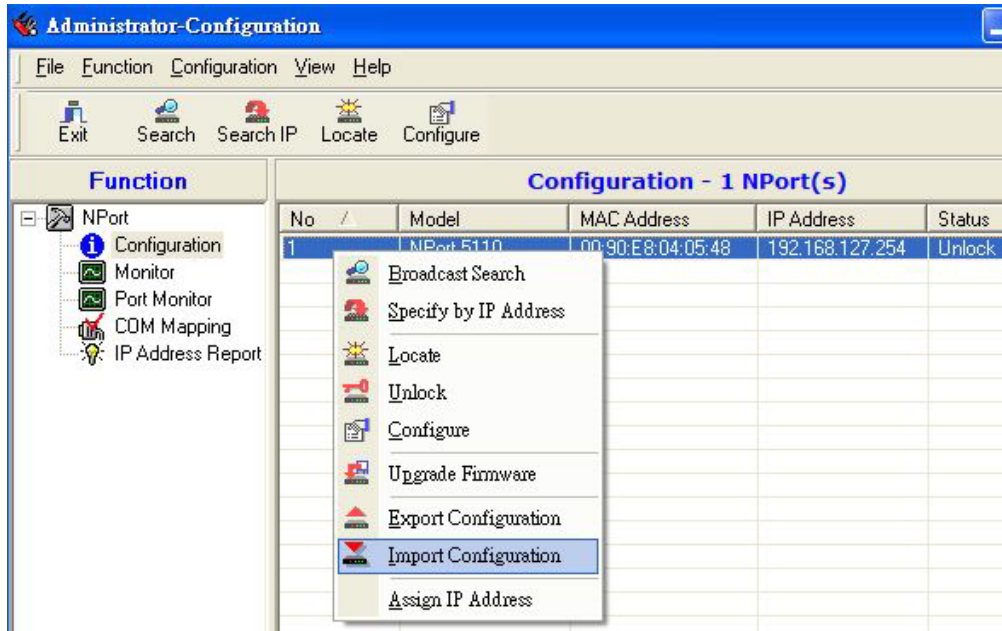 Administrator-Configuration
File Function Configuration View Help
Exit Search Search IP Locate Configure
Function
Configuration - 1 NPort(s)
NPort
Configuration
Monitor
Port Monitor
COM Mapping
IP Address Report
No Model MAC Address IP Address Status
1 NPort 5110 00:90:E8:04:05:48 192.168.127.254 Unlock
Broadcast Search
Specify by IP Address
Locate
Unlock
Configure
Upgrade Firmware
Export Configuration
Import Configuration
Assign IP Address